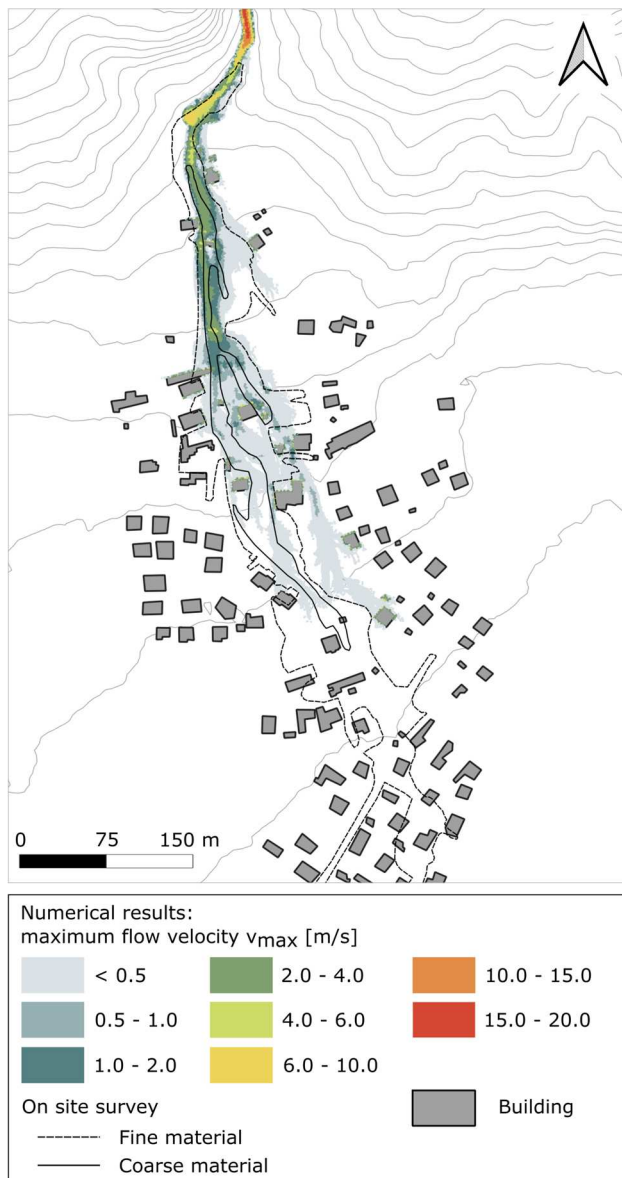 0 75 150 m
Numerical results:
maximum flow velocity vmax [m/s]
< 0.5 2.0 - 4.0 10.0 - 15.0
0.5 - 1.0 4.0 - 6.0 15.0 - 20.0
1.0 - 2.0 6.0 - 10.0
On site survey Building
Fine material
Coarse material